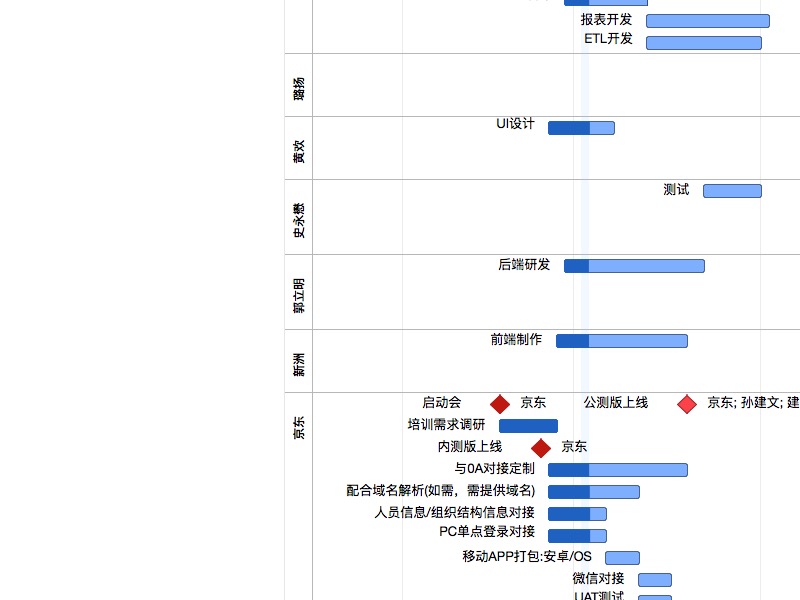 报表开发
ETL开发
璐扬
黄欢
UI设计
史永懋
测试
郭立明
后端研发
新洲
前端制作
京东
启动会 京东 公测版上线 京东; 孙建文; 建
培训需求调研
内测版上线 京东
与OA对接定制
配合域名解析(如需，需提供域名)
人员信息/组织结构信息对接
PC单点登录对接
移动APP打包:安卓/OS
微信对接
UAT测试